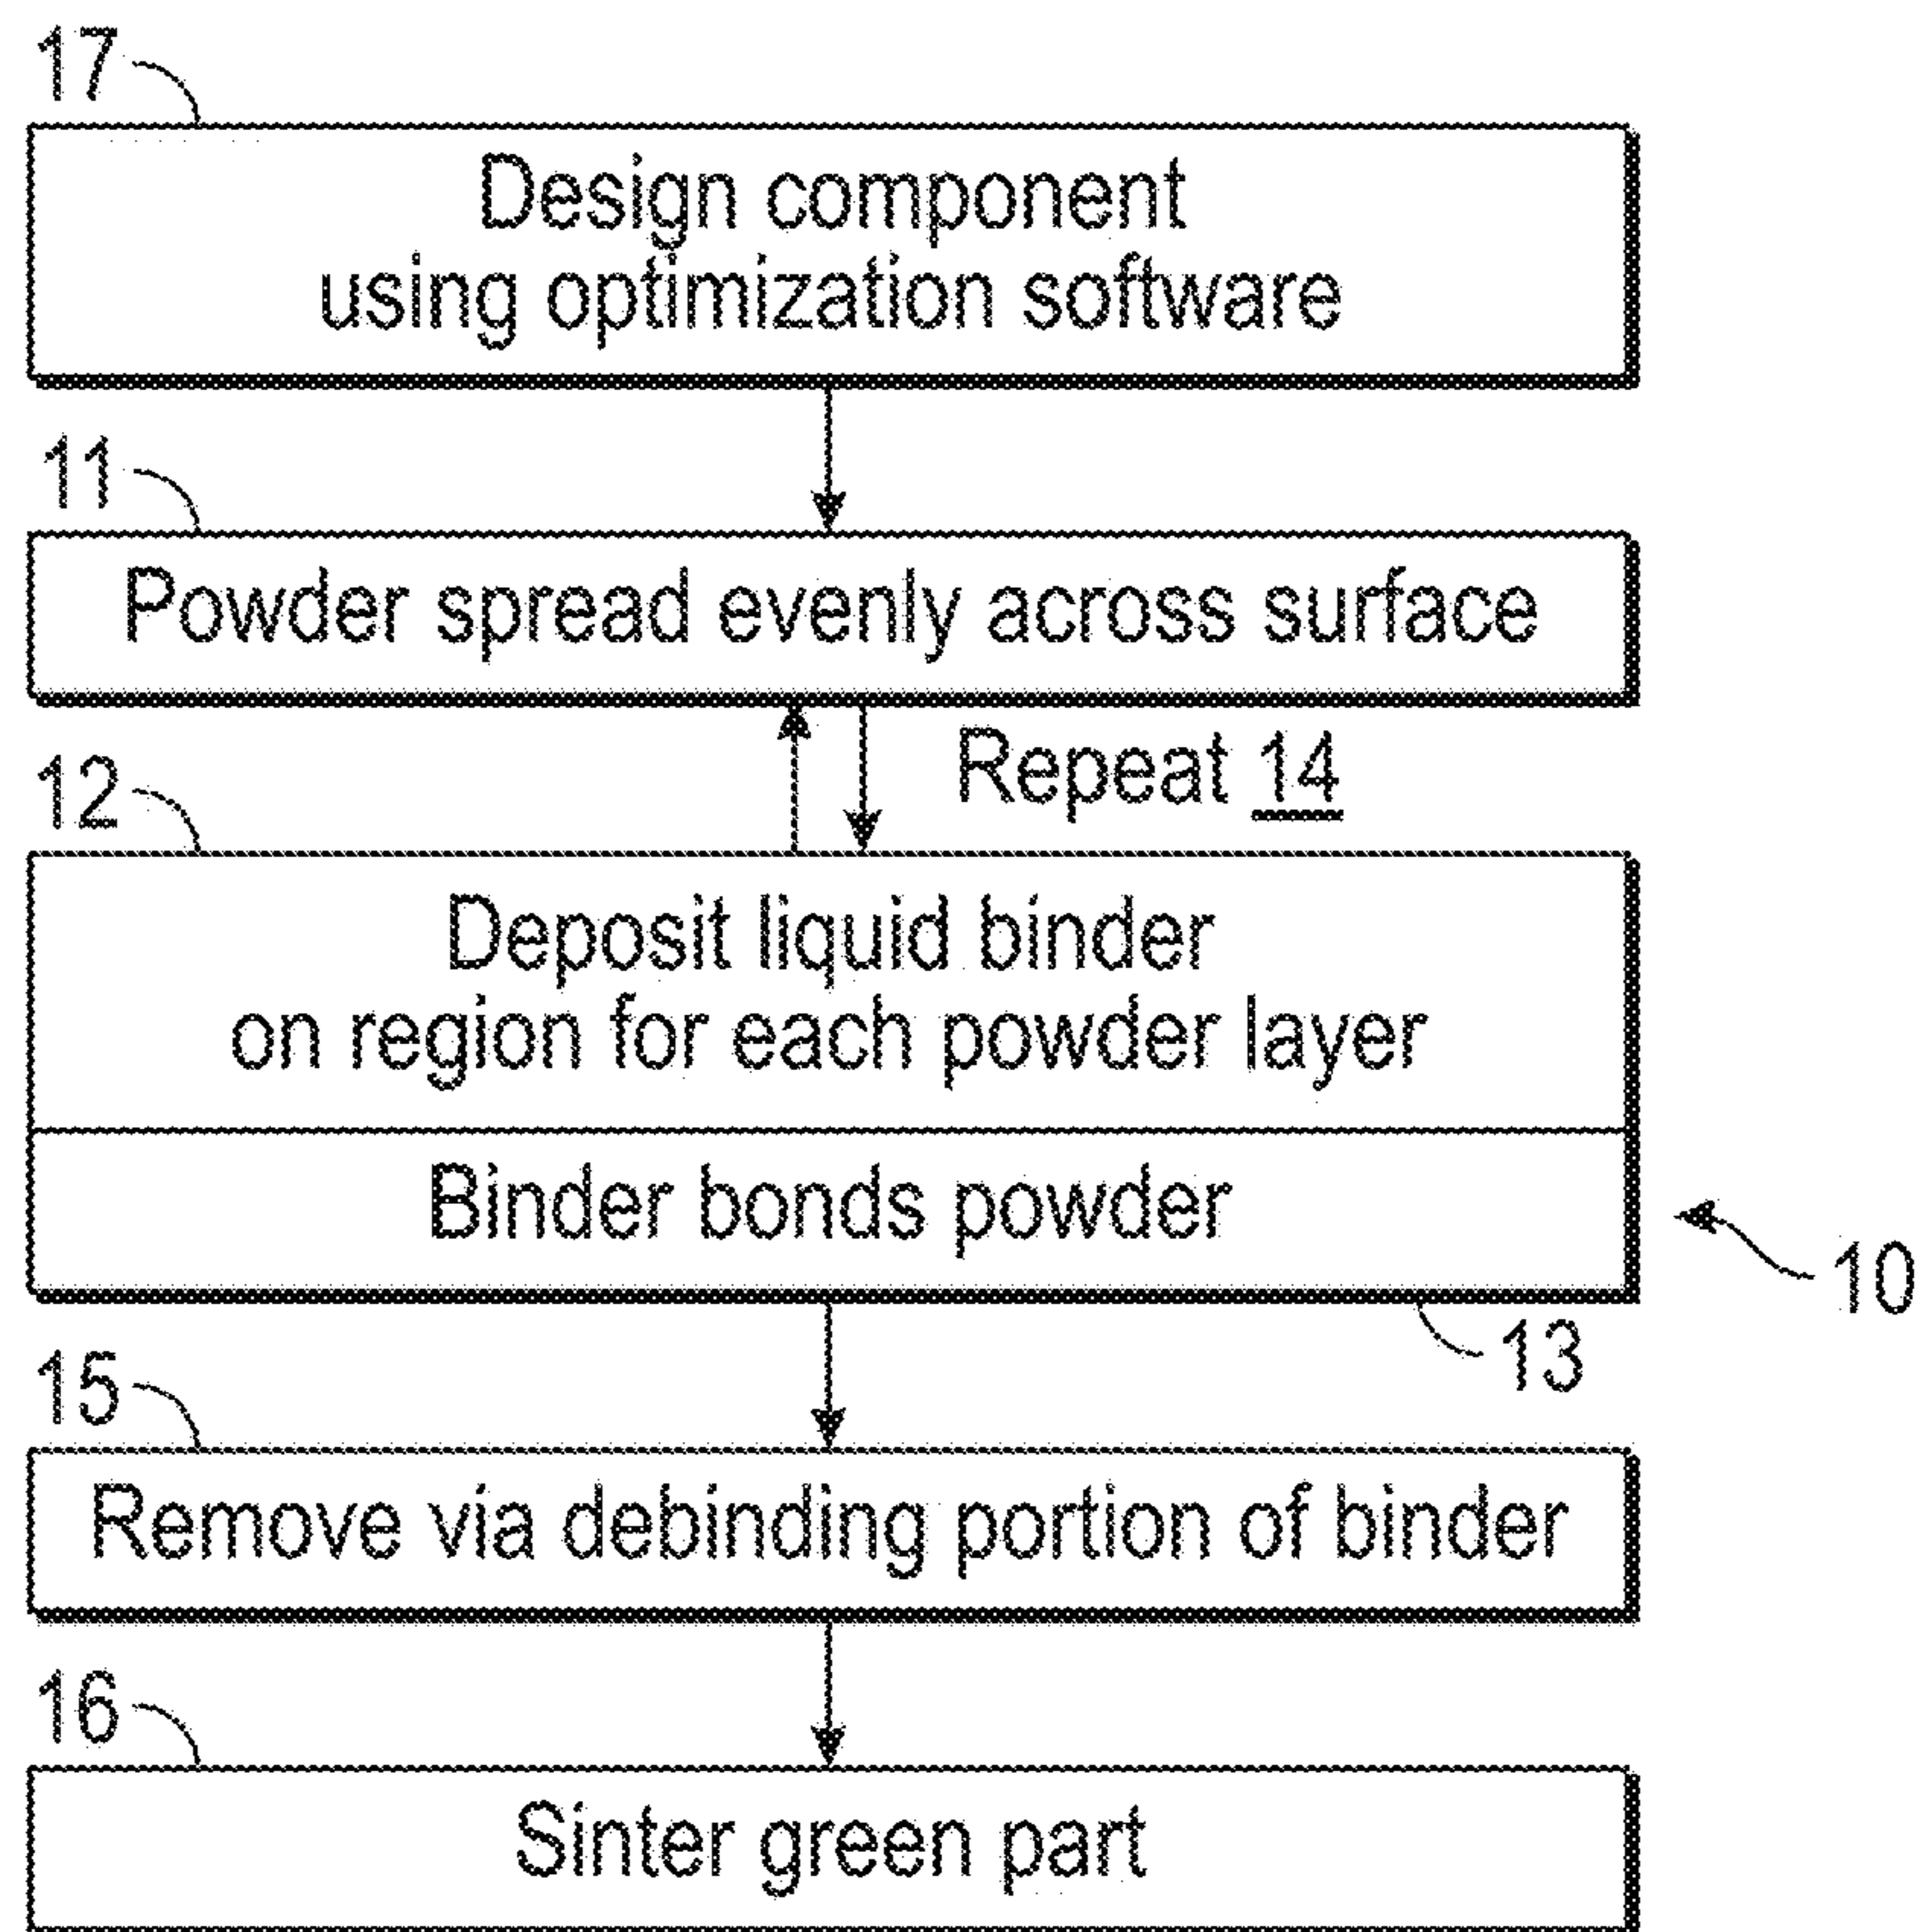 17
Design component
using optimization software
11
Powder spread evenly across surface
Repeat 14
12
Deposit liquid binder
on region for each powder layer
Binder bonds powder
10
13
15
Remove via debinding portion of binder
16
Sinter green part